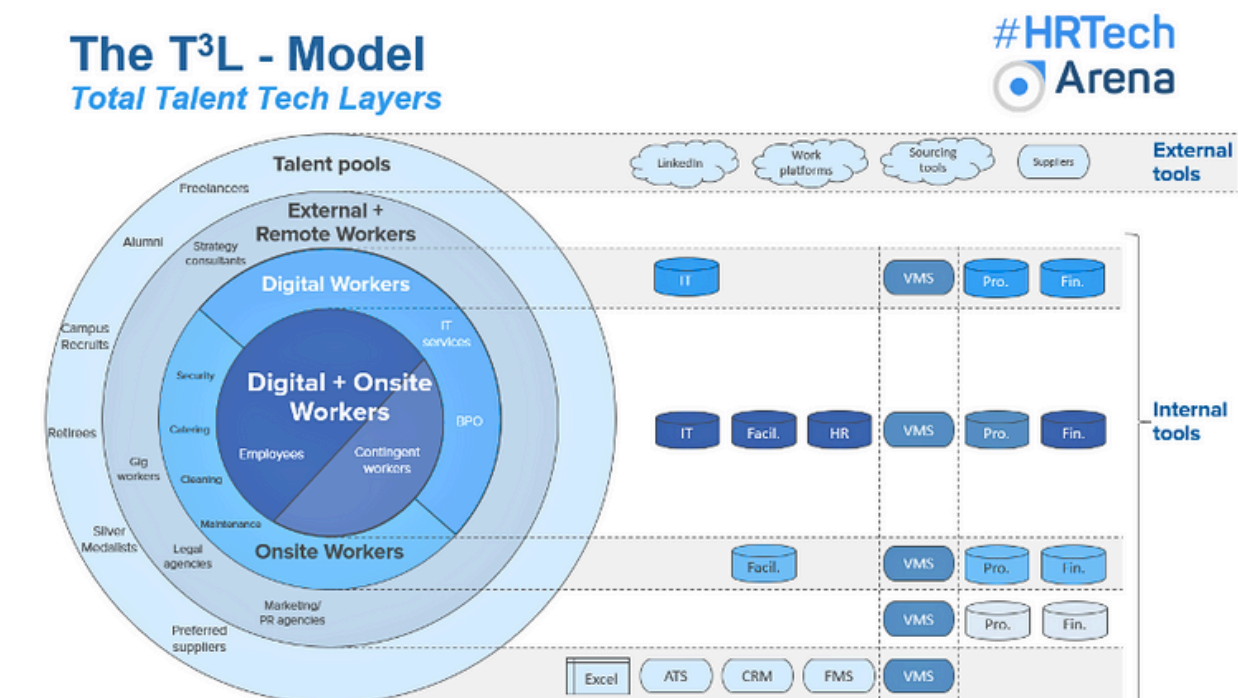 The T³L - Model
Total Talent Tech Layers
#HRTech
Arena
Talent pools
Freelancers
Alumni
Campus
Recruits
Retirees
Silver
Medalists
Preferred
suppliers
External +
Remote Workers
Strategy
consultants
Gig
workers
Legal
agencies
Marketing/
PR agencies
Digital Workers
IT
services
BPO
Security
Catering
Cleaning
Maintenance
Onsite Workers
Digital + Onsite
Workers
Employees
Contingent
workers
LinkedIn
Work
platforms
Sourcing
tools
Suppliers
External
tools
IT
VMS
Pro.
Fin.
IT
Facil.
HR
VMS
Pro.
Fin.
Internal
tools
Facil.
VMS
Pro.
Fin.
VMS
Pro.
Fin.
Excel
ATS
CRM
FMS
VMS